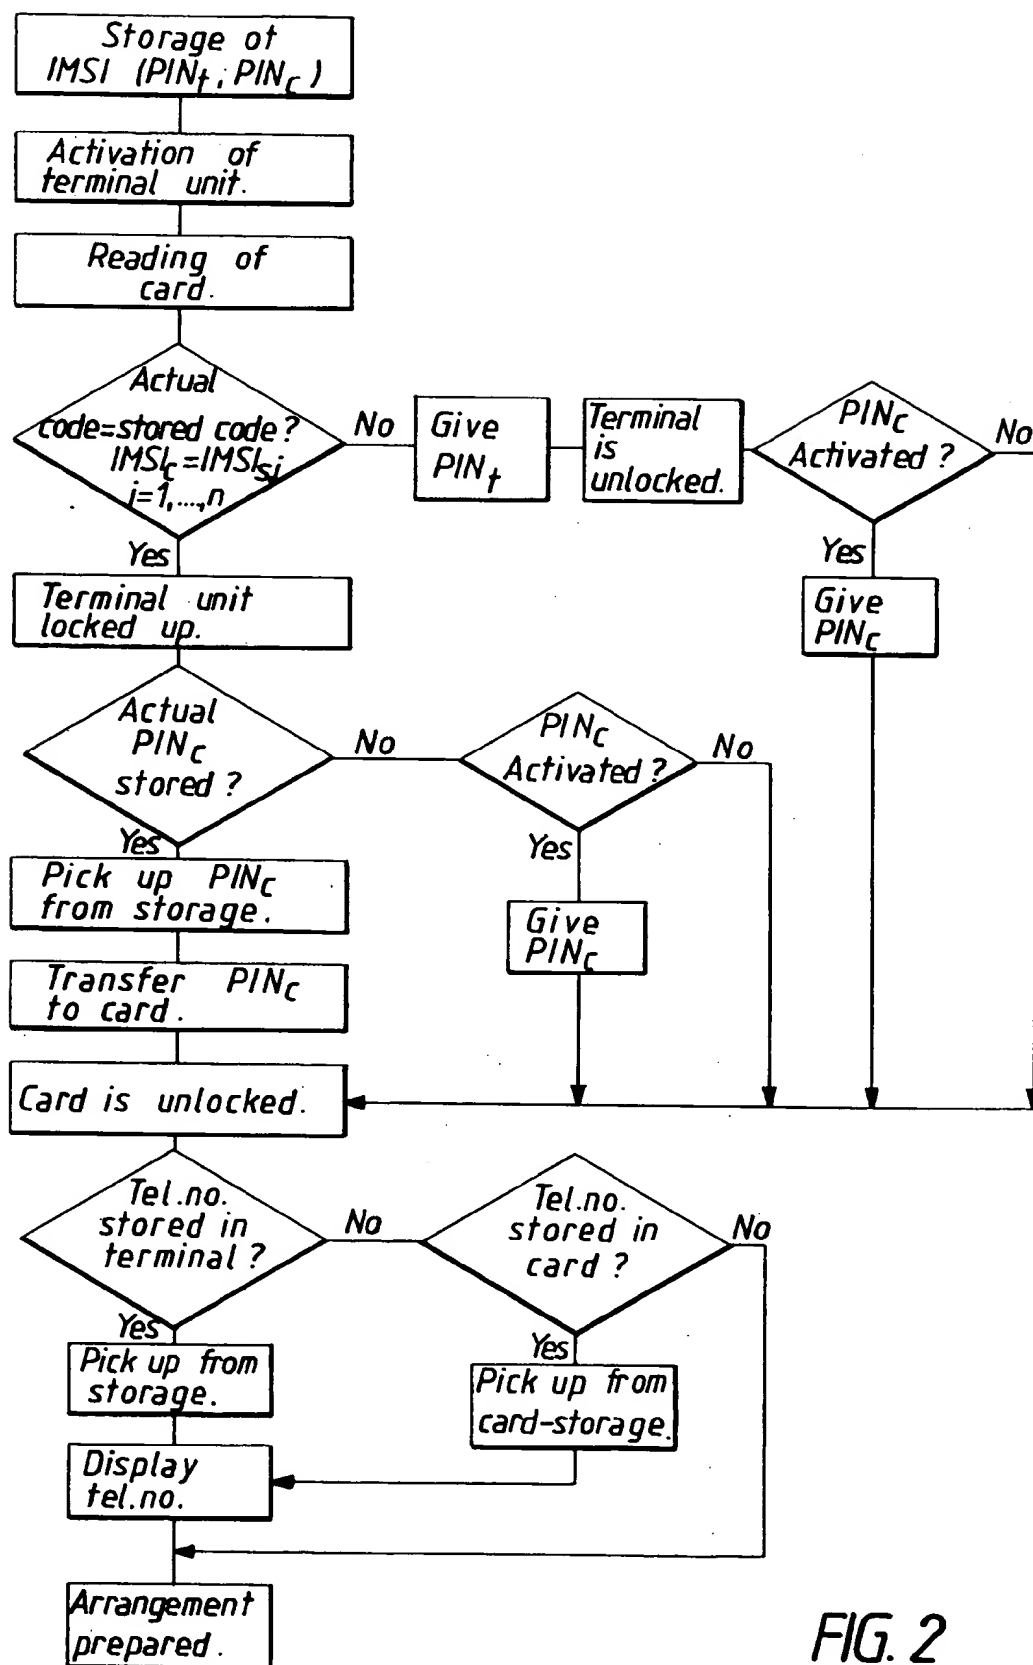 Storage of
IMSI (PINt, PINc)
Activation of
terminal unit.
Reading of
card.
Actual
code=stored code?
IMSIc=IMSIsi
i=1,....,n
No
Give
PINt
Terminal
is
unlocked.
PINc
Activated?
No
Yes
Give
PINc
Yes
Terminal unit
locked up.
Actual
PINc
stored?
No
PINc
Activated?
No
Yes
Give
PINc
Yes
Pick up PINc
from storage.
Transfer PINc
to card.
Card is unlocked.
Tel.no.
stored in
terminal?
No
Tel.no.
stored in
card?
No
Yes
Pick up from
storage.
Yes
Pick up from
card-storage.
Display
tel.no.
Arrangement
prepared.
FIG. 2